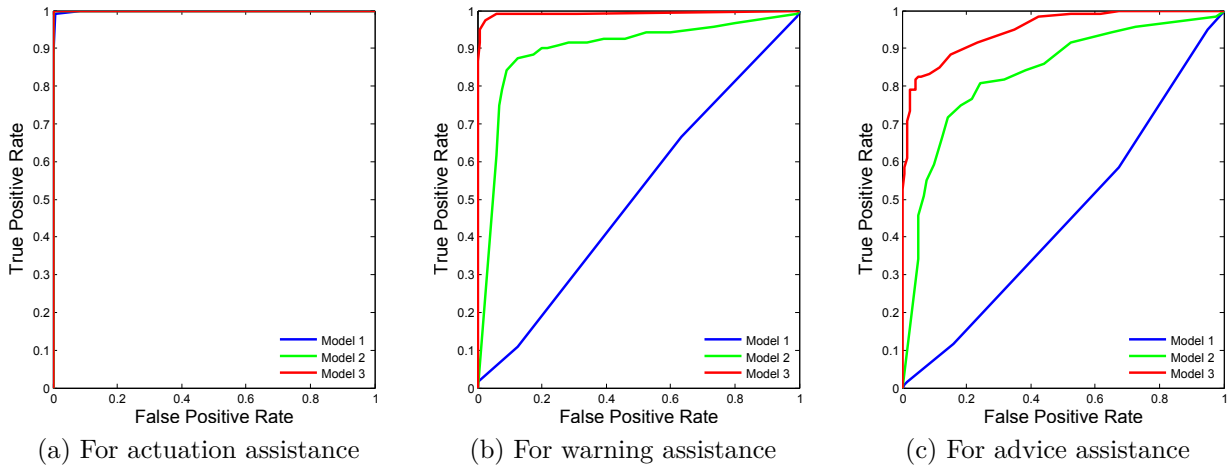 True Positive Rate
1
0.9
0.8
0.7
0.6
0.5
0.4
0.3
0.2
0.1
0
0 0.2 0.4 0.6 0.8 1
False Positive Rate
Model 1
Model 2
Model 3
(a) For actuation assistance
True Positive Rate
1
0.9
0.8
0.7
0.6
0.5
0.4
0.3
0.2
0.1
0
0 0.2 0.4 0.6 0.8 1
False Positive Rate
Model 1
Model 2
Model 3
(b) For warning assistance
True Positive Rate
1
0.9
0.8
0.7
0.6
0.5
0.4
0.3
0.2
0.1
0
0 0.2 0.4 0.6 0.8 1
False Positive Rate
Model 1
Model 2
Model 3
(c) For advice assistance